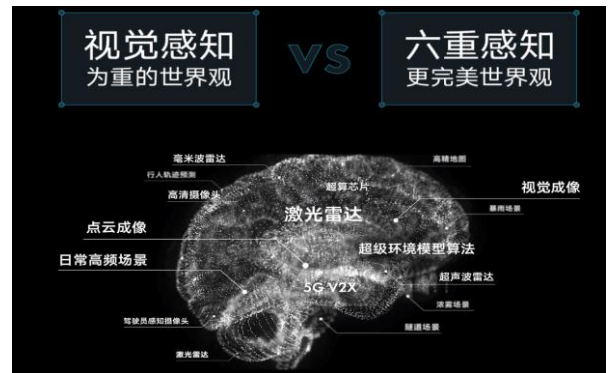 视觉感知
为重的世界观
VS
六重感知
更完美世界观
毫米波雷达
高精地图
行人轨迹预测
超算芯片
高清摄像头
视觉成像
激光雷达
暴雨场景
点云成像
超级环境模型算法
日常高频场景
超声波雷达
5G V2X
浓雾场景
驾驶员感知摄像头
隧道场景
激光雷达